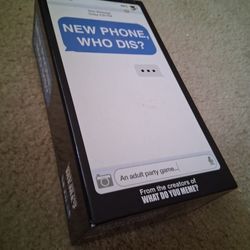 NEW PHONE,
WHO DIS?
An adult party game...
From the creators of
WHAT DO YOU MEME?